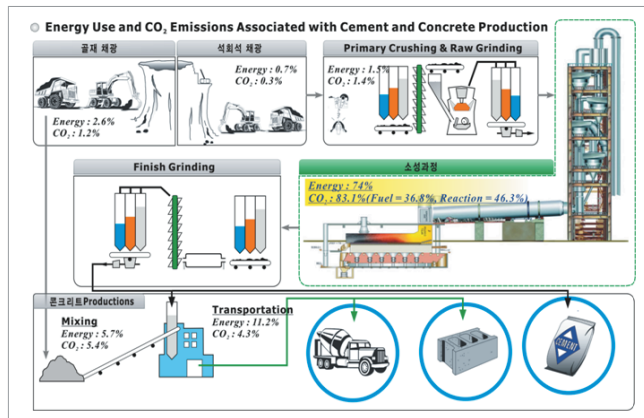 Energy Use and CO₂ Emissions Associated with Cement and Concrete Production
골재 채광
석회석 채광
Primary Crushing & Raw Grinding
Energy : 0.7%
CO₂ : 0.3%
Energy : 1.5%
CO₂ : 1.4%
Energy : 2.6%
CO₂ : 1.2%
Finish Grinding
소성과정
Energy : 74%
CO₂ : 83.1%(Fuel = 36.8%, Reaction = 46.3%)
콘크리트Productions
Mixing
Energy : 5.7%
CO₂ : 5.4%
Transportation
Energy : 11.2%
CO₂ : 4.3%
CEMENT